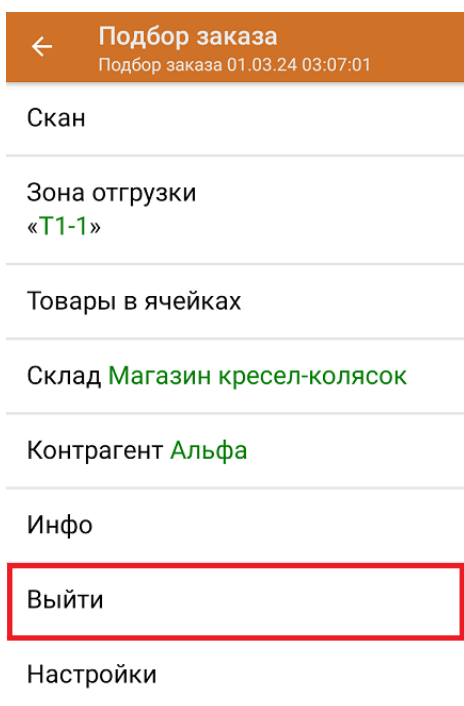 Подбор заказа
Подбор заказа 01.03.24 03:07:01
Скан
Зона отгрузки
«Т1-1»
Товары в ячейках
Склад Магазин кресел-колясок
Контрагент Альфа
Инфо
Выйти
Настройки